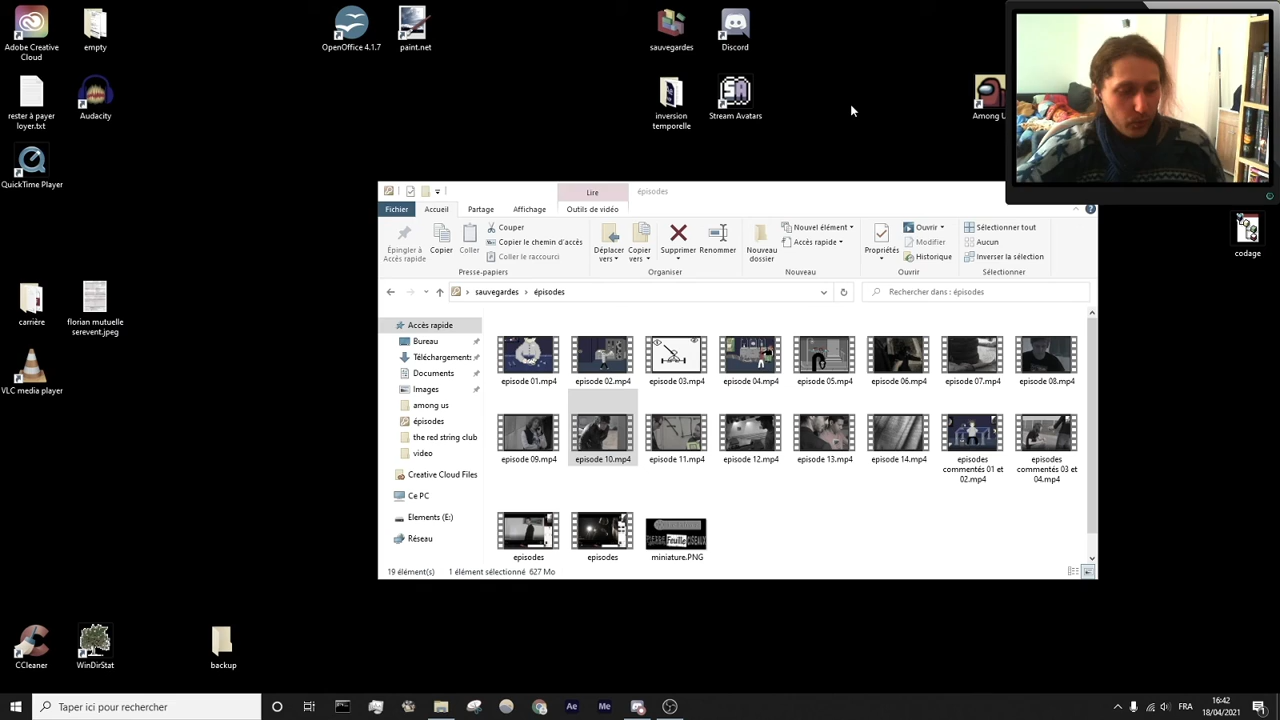 Adobe Creative
Cloud
empty
OpenOffice 4.1.7
paint.net
sauvegardes
Discord
rester à payer
loyer.txt
Audacity
inversion
temporelle
Stream Avatars
Among U
QuickTime Player
codage
carrière
florian mutuelle
serevent.jpeg
VLC media player
CCleaner
WinDirStat
backup
Lire
épisodes
Fichier
Accueil
Partage
Affichage
Outils de vidéo
Épingler à
Accès rapide
Copier
Coller
Couper
Copier le chemin d'accès
Coller le raccourci
Presse-papiers
Déplacer
vers
Copier
vers
Supprimer
Renommer
Organiser
Nouveau
dossier
Nouvel élément
Accès rapide
Nouveau
Propriétés
Ouvrir
Modifier
Historique
Ouvrir
Sélectionner tout
Aucun
Inverser la sélection
Sélectionner
sauvegardes › épisodes
Rechercher dans : épisodes
Accès rapide
Bureau
Téléchargements
Documents
Images
among us
épisodes
the red string club
video
Creative Cloud Files
Ce PC
Elements (E:)
Réseau
episode 01.mp4
episode 02.mp4
episode 03.mp4
episode 04.mp4
episode 05.mp4
episode 06.mp4
episode 07.mp4
episode 08.mp4
episode 09.mp4
episode 10.mp4
episode 11.mp4
episode 12.mp4
episode 13.mp4
episode 14.mp4
episodes
commentés 01 et
02.mp4
episodes
commentés 03 et
04.mp4
episodes
episodes
miniature.PNG
19 élément(s)
1 élément sélectionné 627 Mo
Taper ici pour rechercher
Ae
Me
FRA
16:42
18/04/2021